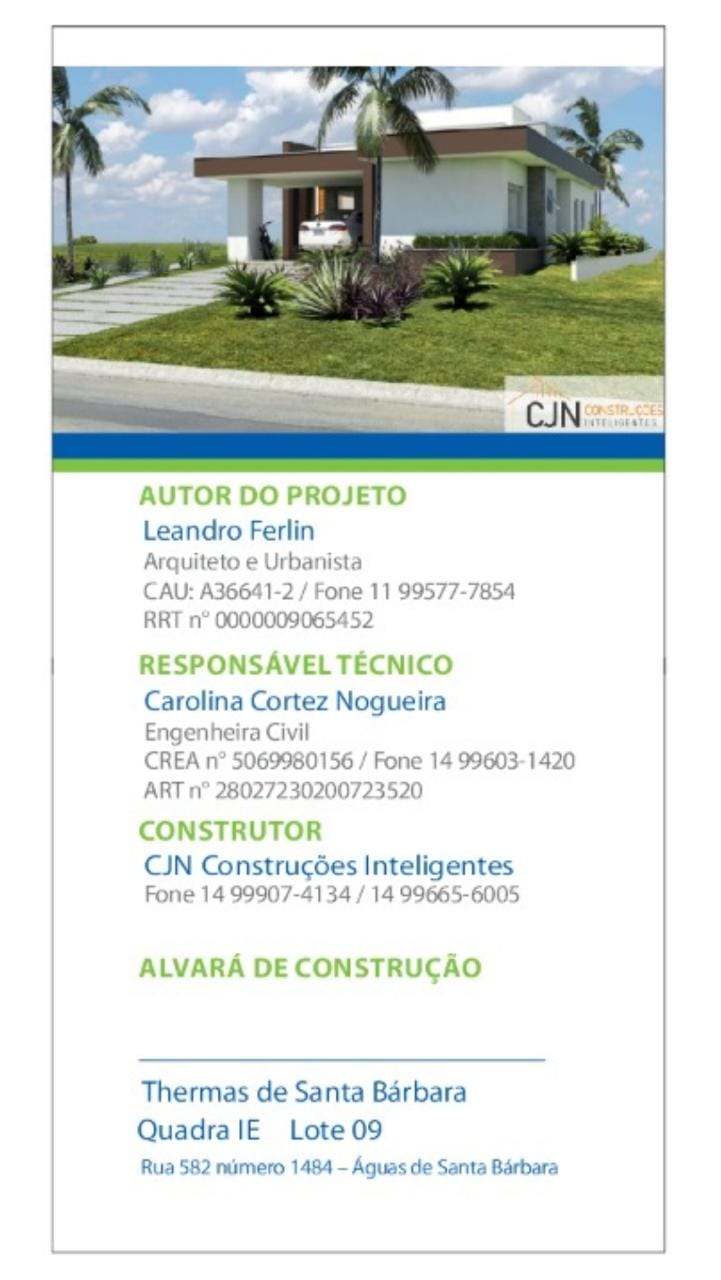 CJN CONSTRUÇÕES
INTELIGENTES
AUTOR DO PROJETO
Leandro Ferlin
Arquiteto e Urbanista
CAU: A36641-2 / Fone 11 99577-7854
RRT n° 0000009065452
RESPONSÁVEL TÉCNICO
Carolina Cortez Nogueira
Engenheira Civil
CREA n° 5069980156 / Fone 14 99603-1420
ART n° 28027230200723520
CONSTRUTOR
CJN Construções Inteligentes
Fone 14 99907-4134 / 14 99665-6005
ALVARÁ DE CONSTRUÇÃO
Thermas de Santa Bárbara
Quadra IE Lote 09
Rua 582 número 1484 – Águas de Santa Bárbara